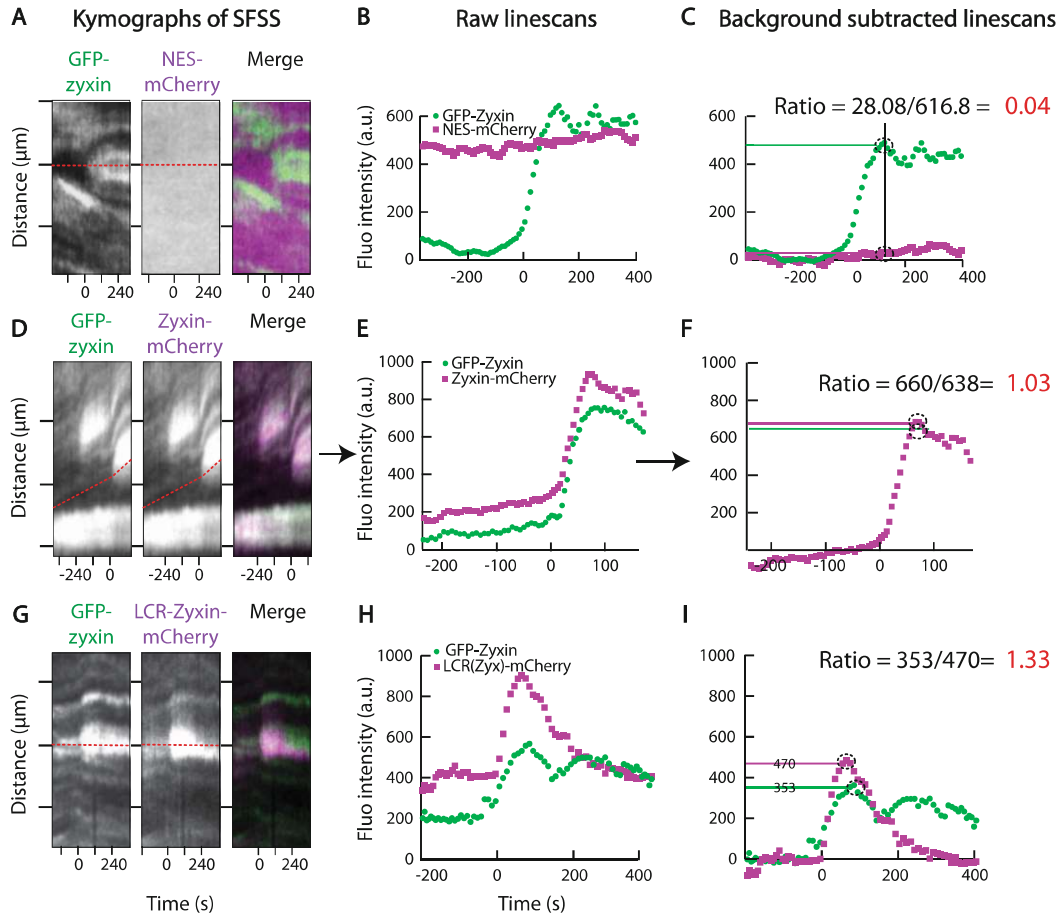 A Kymographs of SFSS
B Raw linescans
C Background subtracted linescans
GFP-
zyxin
NES-
mCherry
Merge
Distance (µm)
0 240
0 240
0 240
Fluo intensity (a.u.)
600
400
200
0
-200 0 200 400
GFP-Zyxin
NES-mCherry
Ratio = 28.08/616.8 = 0.04
600
400
200
0
-200 0 200 400
D
GFP-
zyxin
Zyxin-
mCherry
Merge
Distance (µm)
-240 0
-240 0
-240 0
E
Fluo intensity (a.u.)
1000
800
600
400
200
0
-200 -100 0 100
GFP-Zyxin
Zyxin-mCherry
F
Ratio = 660/638= 1.03
1000
800
600
400
200
0
-200 -100 0 100
G
GFP-
zyxin
LCR-Zyxin-
mCherry
Merge
Distance (µm)
0 240
0 240
0 240
Time (s)
H
Fluo intensity (a.u.)
1000
800
600
400
200
0
-200 0 200 400
GFP-Zyxin
LCR(Zyx)-mCherry
Time (s)
I
Ratio = 353/470= 1.33
1000
800
600
400
200
0
470
353
0 200 400
Time (s)